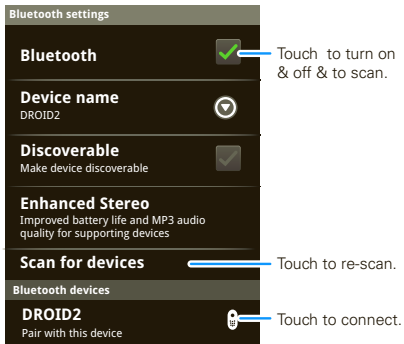 Bluetooth settings
Bluetooth
Touch to turn on
& off & to scan.
Device name
DROID2
Discoverable
Make device discoverable
Enhanced Stereo
Improved battery life and MP3 audio
quality for supporting devices
Scan for devices
Touch to re-scan.
Bluetooth devices
DROID2
Pair with this device
Touch to connect.